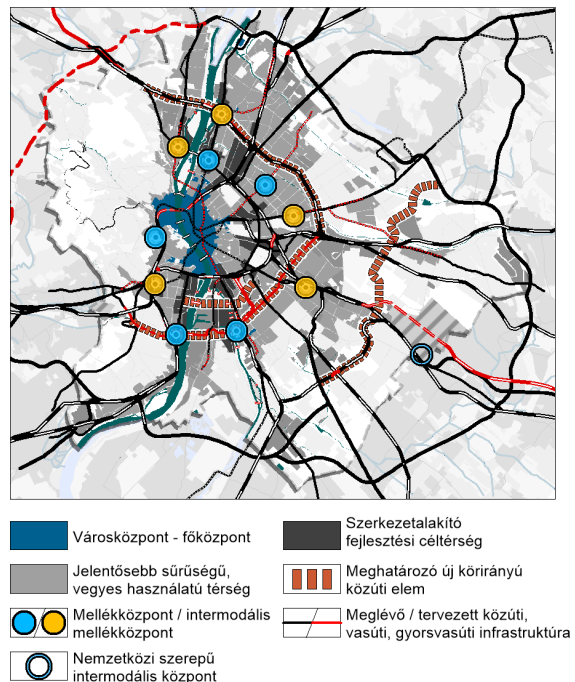 Városközpont - főközpont
Szerkezetalakító
fejlesztési céltérség
Jelentősebb sűrűségű,
vegyes használatú térség
Meghatározó új körirányú
közúti elem
Mellékközpont / intermodális
mellékközpont
Meglévő / tervezett közúti,
vasúti, gyorsvasúti infrastruktúra
Nemzetközi szerepű
intermodális központ